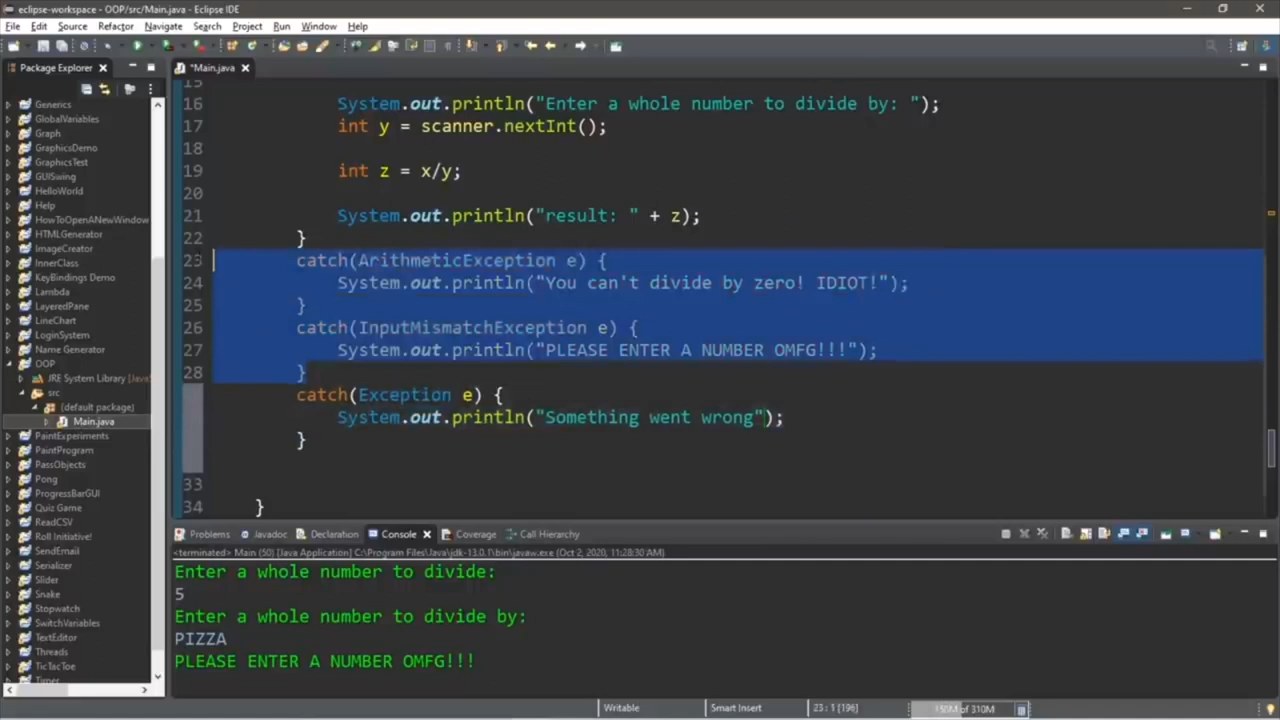 eclipse-workspace - OOP/src/Main.java - Eclipse IDE
File Edit Source Refactor Navigate Search Project Run Window Help
Package Explorer
*Main.java
Generics
GlobalVariables
Graph
GraphicsDemo
GraphicsTest
GUISwing
HelloWorld
Help
HowToOpenANewWindow
HTMLGenerator
ImageCreator
InnerClass
KeyBindings Demo
Lambda
LayeredPane
LineChart
LoginSystem
Name Generator
OOP
JRE System Library [Java
src
(default package)
Main.java
PaintExperiments
PaintProgram
PassObjects
Pong
ProgressBarGUI
Quiz Game
ReadCSV
Roll Initiative!
SendEmail
Serializer
Slider
Snake
Stopwatch
SwitchVariables
TextEditor
Threads
TicTacToe
Timer
15
16 System.out.println("Enter a whole number to divide by: ");
17 int y = scanner.nextInt();
18
19 int z = x/y;
20
21 System.out.println("result: " + z);
22 }
23 catch(ArithmeticException e) {
24 System.out.println("You can't divide by zero! IDIOT!");
25 }
26 catch(InputMismatchException e) {
27 System.out.println("PLEASE ENTER A NUMBER OMFG!!!");
28 }
catch(Exception e) {
System.out.println("Something went wrong");
}
33
34 }
Problems Javadoc Declaration Console Coverage Call Hierarchy
<terminated> Main (50) [Java Application] C:\Program Files\Java\jdk-13.0.1\bin\javaw.exe (Oct 2, 2020, 11:28:30 AM)
Enter a whole number to divide:
5
Enter a whole number to divide by:
PIZZA
PLEASE ENTER A NUMBER OMFG!!!
Writable Smart Insert 23 : 1 [196] of 310M